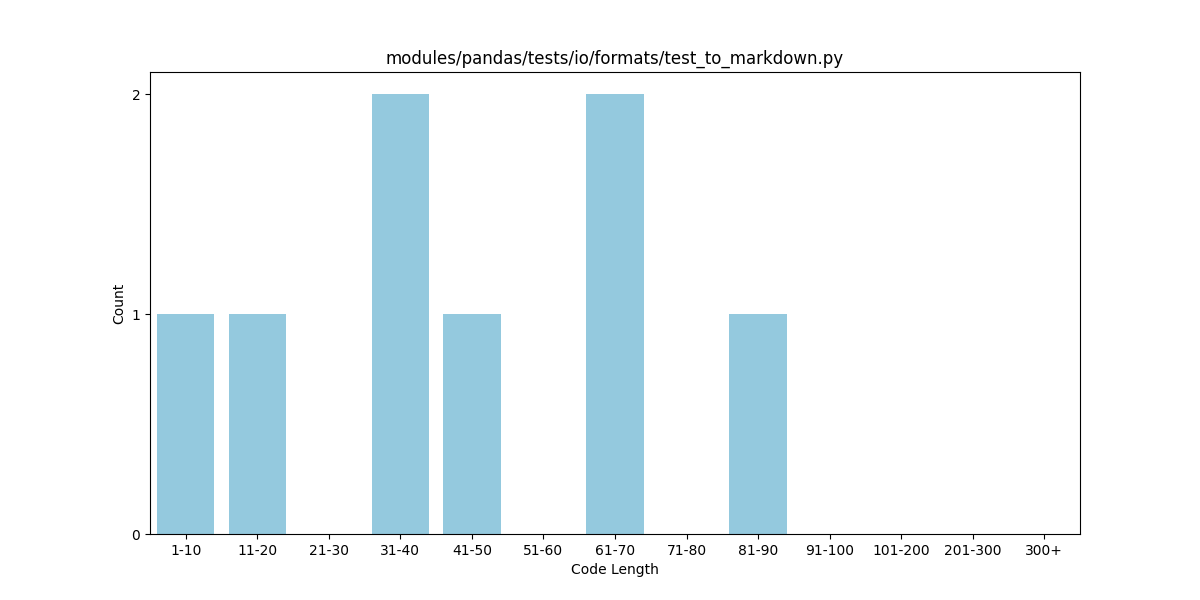 modules/pandas/tests/io/formats/test_to_markdown.py
2
1
0
Count
1-10 11-20 21-30 31-40 41-50 51-60 61-70 71-80 81-90 91-100 101-200 201-300 300+
Code Length